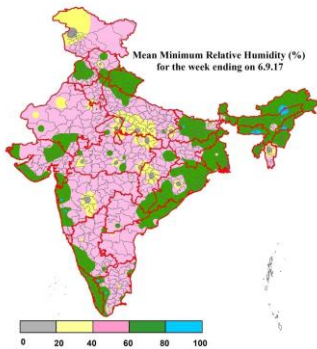 Mean Minimum Relative Humidity (%)
for the week ending on 6.9.17
0 20 40 60 80 100